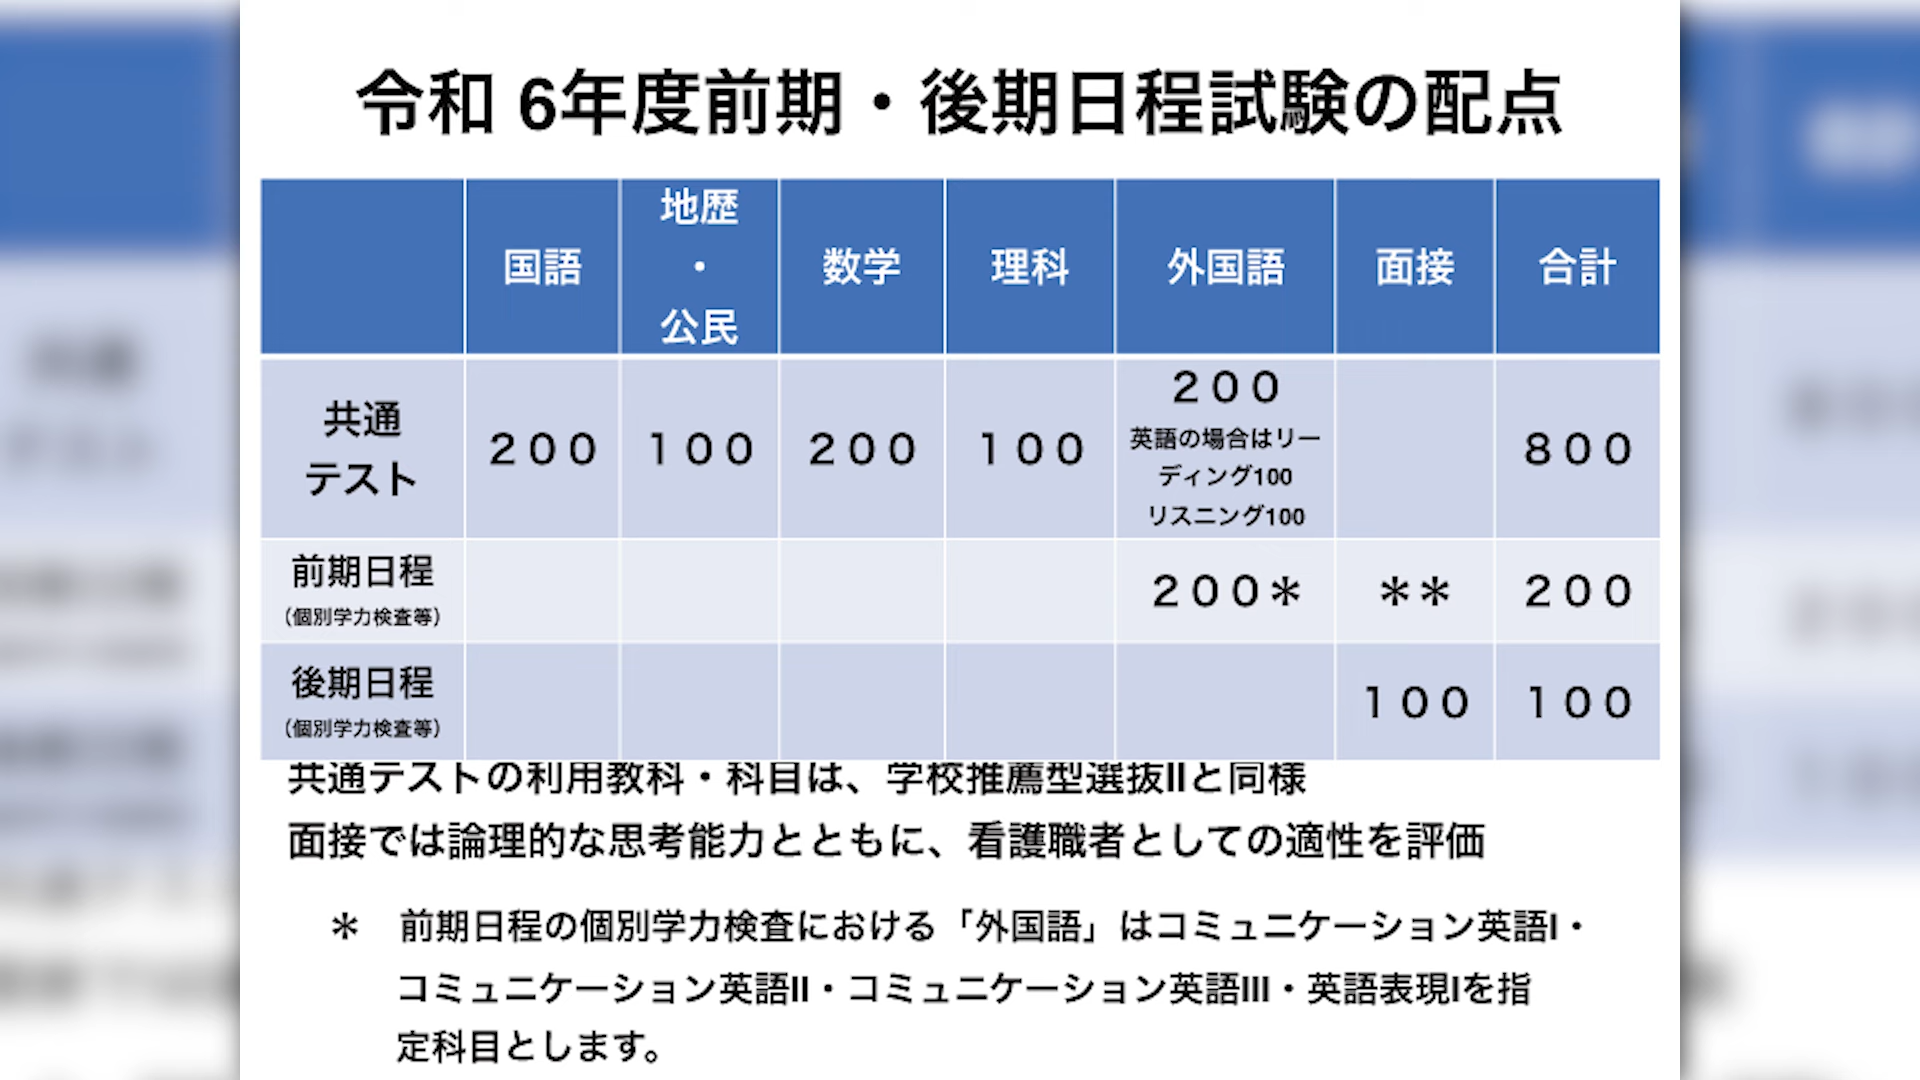 令和 6年度前期・後期日程試験の配点
国語 地歴・公民 数学 理科 外国語 面接 合計
共通テスト 200 100 200 100 200 英語の場合はリーディング100 リスニング100 800
前期日程 (個別学力検査等) 200＊ ＊＊ 200
後期日程 (個別学力検査等) 100 100
共通テストの利用教科・科目は、学校推薦型選抜IIと同様
面接では論理的な思考能力とともに、看護職者としての適性を評価
＊ 前期日程の個別学力検査における「外国語」はコミュニケーション英語I・
コミュニケーション英語II・コミュニケーション英語III・英語表現Iを指
定科目とします。